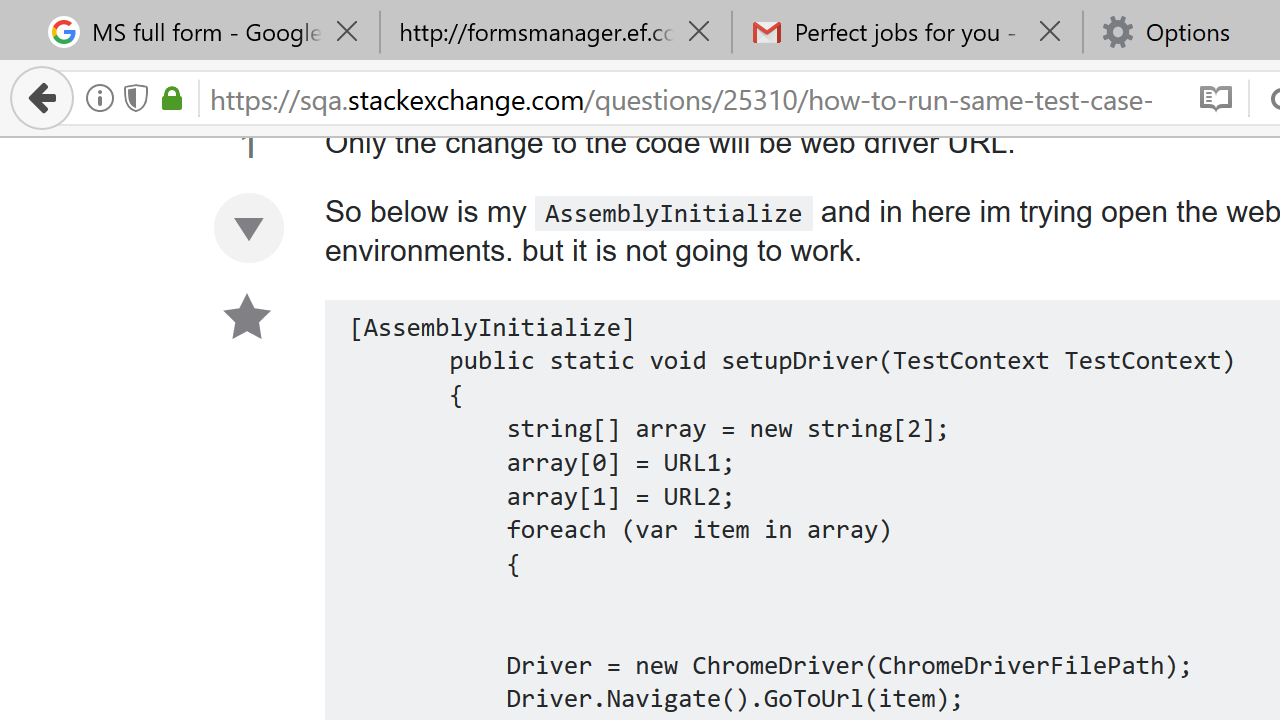 MS full form - Google
http://formsmanager.ef.co
Perfect jobs for you -
Options
https://sqa.stackexchange.com/questions/25310/how-to-run-same-test-case-
1
Only the change to the code will be web driver URL.
So below is my AssemblyInitialize and in here im trying open the web
environments. but it is not going to work.
[AssemblyInitialize]
public static void setupDriver(TestContext TestContext)
{
string[] array = new string[2];
array[0] = URL1;
array[1] = URL2;
foreach (var item in array)
{
Driver = new ChromeDriver(ChromeDriverFilePath);
Driver.Navigate().GoToUrl(item);